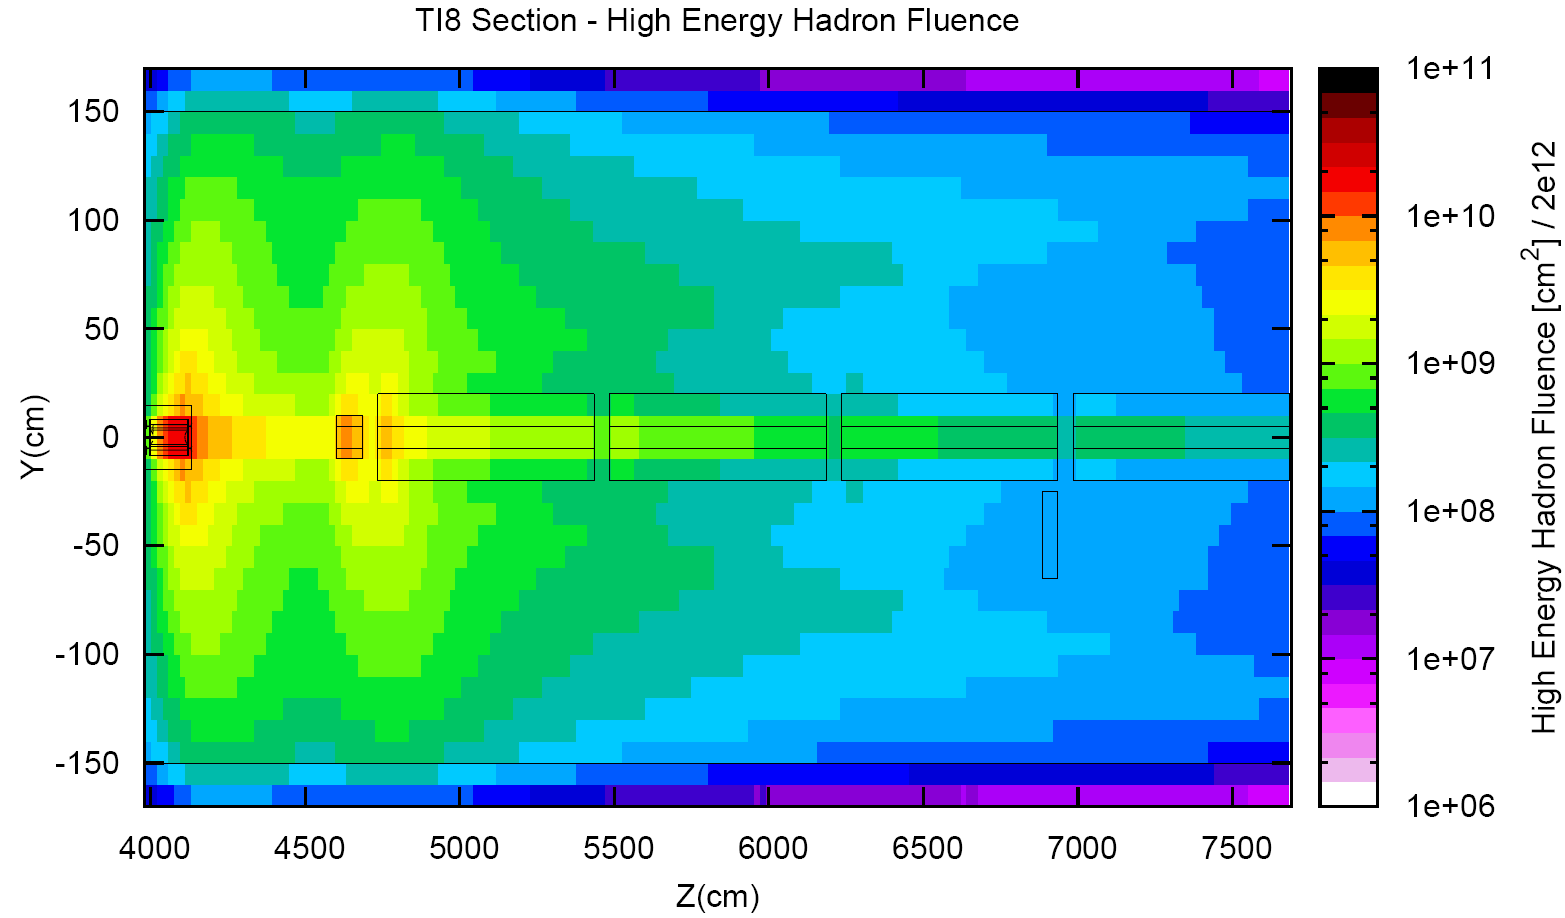 TI8 Section - High Energy Hadron Fluence
Y(cm)
150
100
50
0
-50
-100
-150
4000 4500 5000 5500 6000 6500 7000 7500
Z(cm)
1e+11
1e+10
1e+09
1e+08
1e+07
1e+06
High Energy Hadron Fluence [cm²] / 2e12